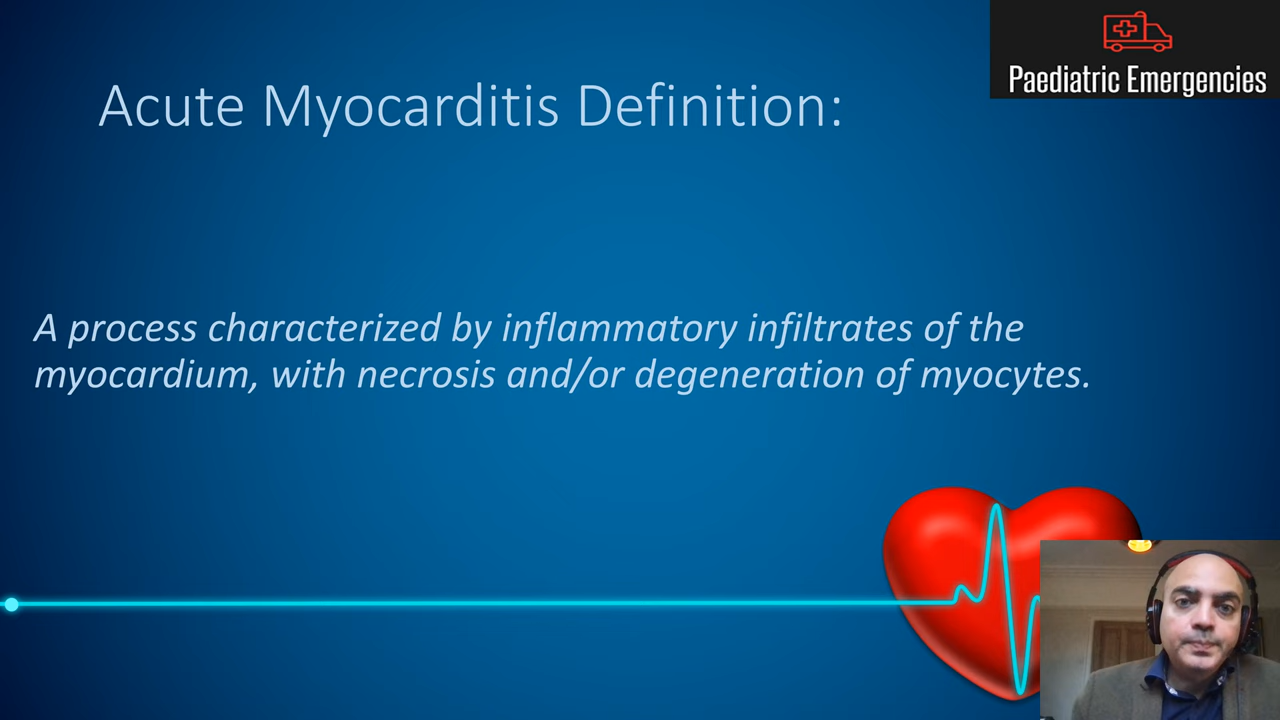 Paediatric Emergencies
Acute Myocarditis Definition:
A process characterized by inflammatory infiltrates of the
myocardium, with necrosis and/or degeneration of myocytes.